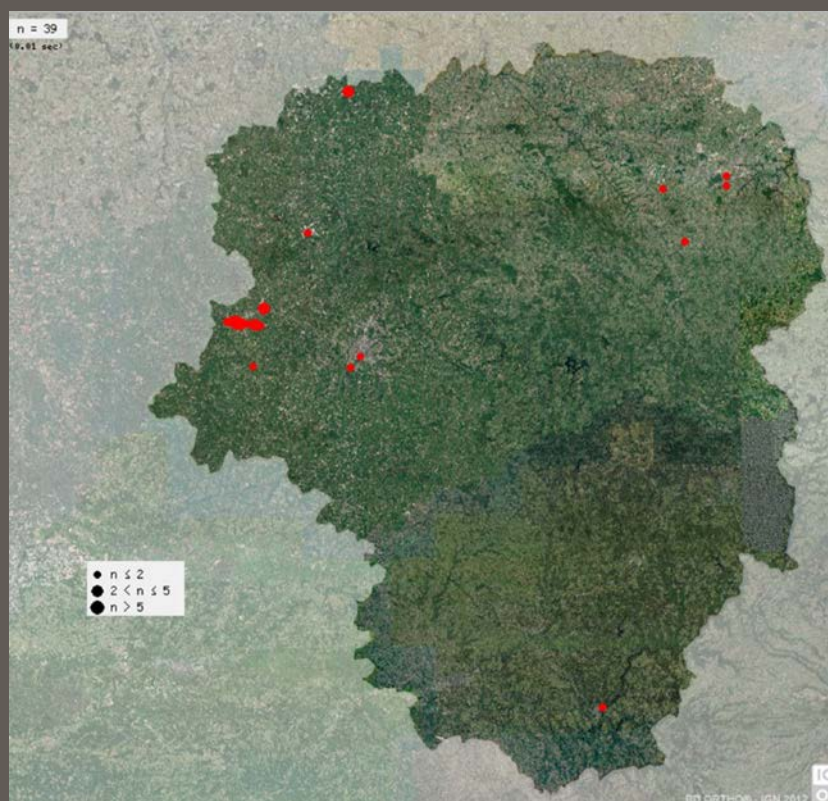 n = 39
(0.01 sec)
n ≤ 2
2 < n ≤ 5
n > 5
BD ORTHO® - IGN 2012